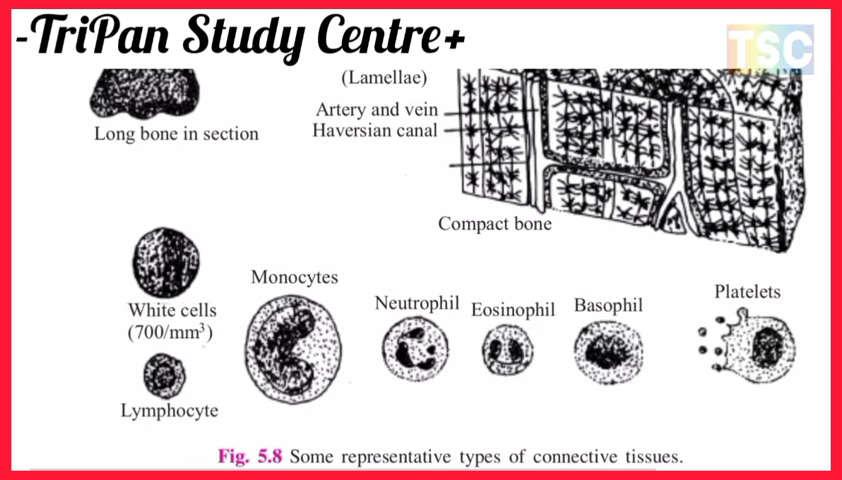 -TriPan Study Centre+
TSC
(Lamellae)
Artery and vein
Haversian canal
Long bone in section
Compact bone
Monocytes
White cells
(700/mm³)
Neutrophil
Eosinophil
Basophil
Platelets
Lymphocyte
Fig. 5.8 Some representative types of connective tissues.